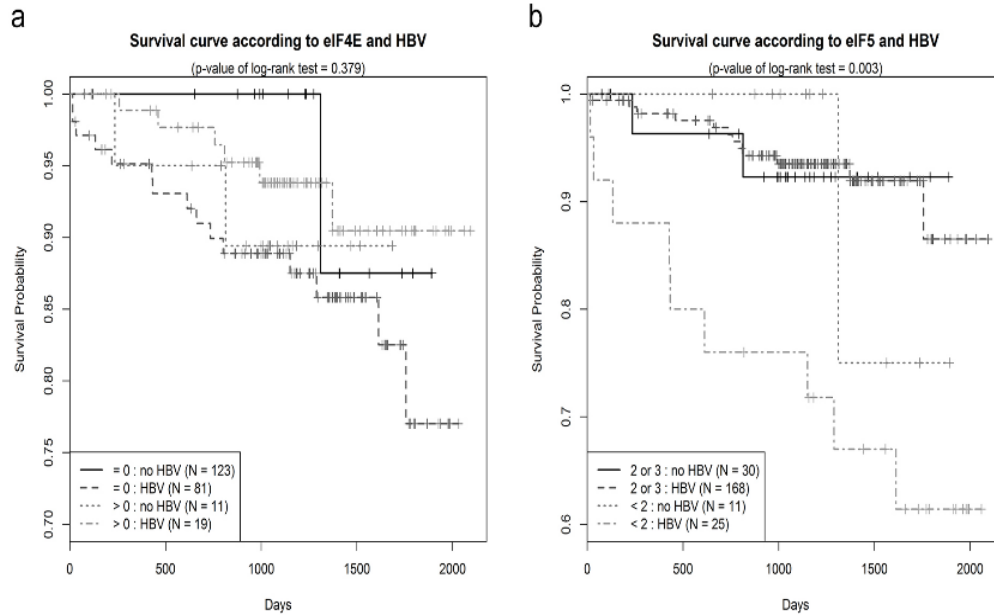 a
Survival curve according to eIF4E and HBV
(p-value of log-rank test = 0.379)
Survival Probability
1.00
0.95
0.90
0.85
0.80
0.75
0.70
= 0 : no HBV (N = 123)
= 0 : HBV (N = 81)
> 0 : no HBV (N = 11)
> 0 : HBV (N = 19)
0 500 1000 1500 2000
Days
b
Survival curve according to eIF5 and HBV
(p-value of log-rank test = 0.003)
Survival Probability
1.0
0.9
0.8
0.7
0.6
2 or 3 : no HBV (N = 30)
2 or 3 : HBV (N = 168)
< 2 : no HBV (N = 11)
< 2 : HBV (N = 25)
0 500 1000 1500 2000
Days